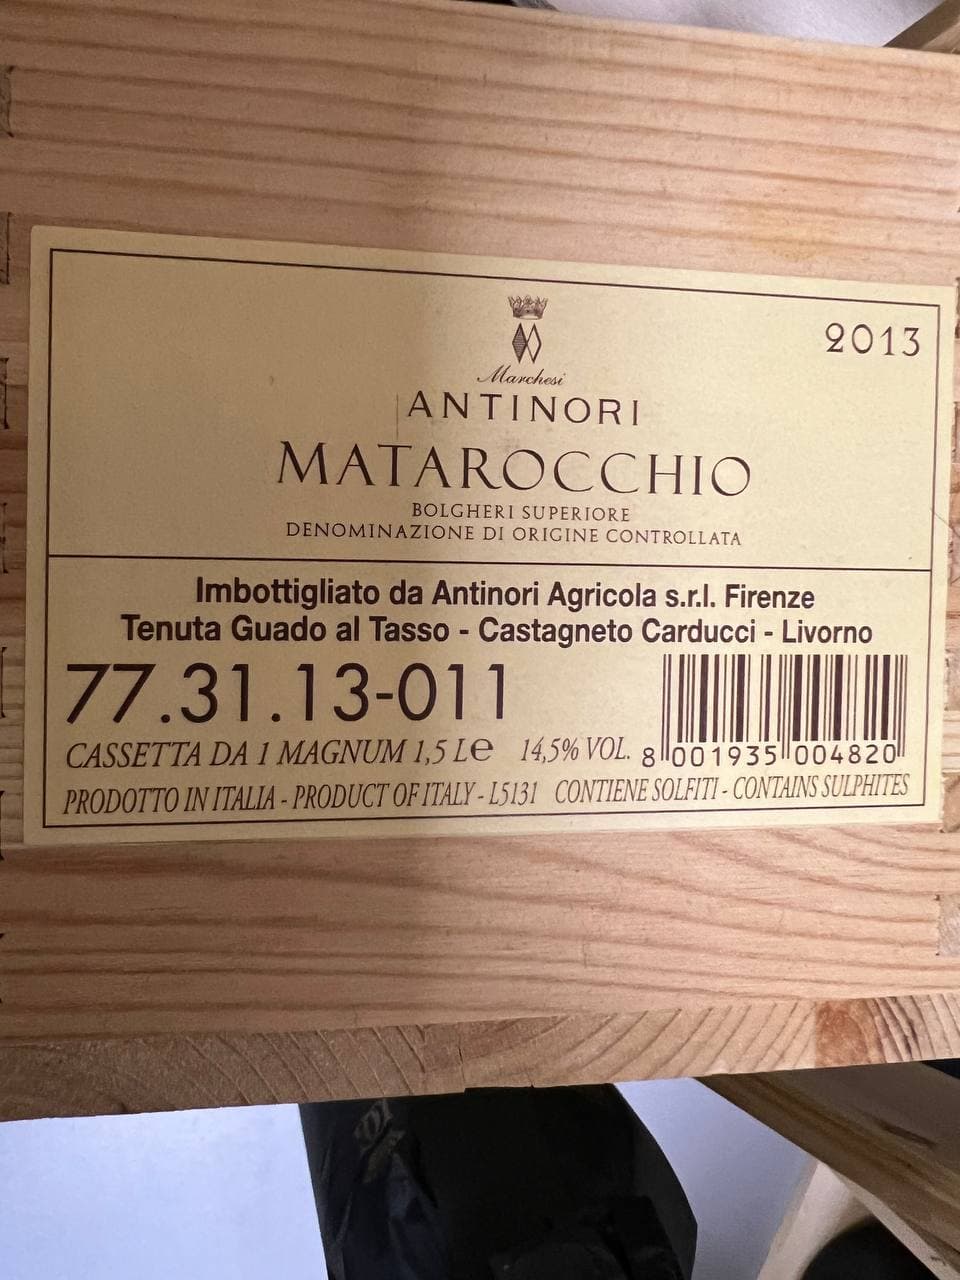 2013
Marchesi
ANTINORI
MATAROCCHIO
BOLGHERI SUPERIORE
DENOMINAZIONE DI ORIGINE CONTROLLATA
Imbottigliato da Antinori Agricola s.r.l. Firenze
Tenuta Guado al Tasso - Castagneto Carducci - Livorno
77.31.13-011
CASSETTA DA 1 MAGNUM 1,5 L e 14,5% VOL. 8 001935 004820
PRODOTTO IN ITALIA - PRODUCT OF ITALY - L5131 CONTIENE SOLFITI - CONTAINS SULPHITES